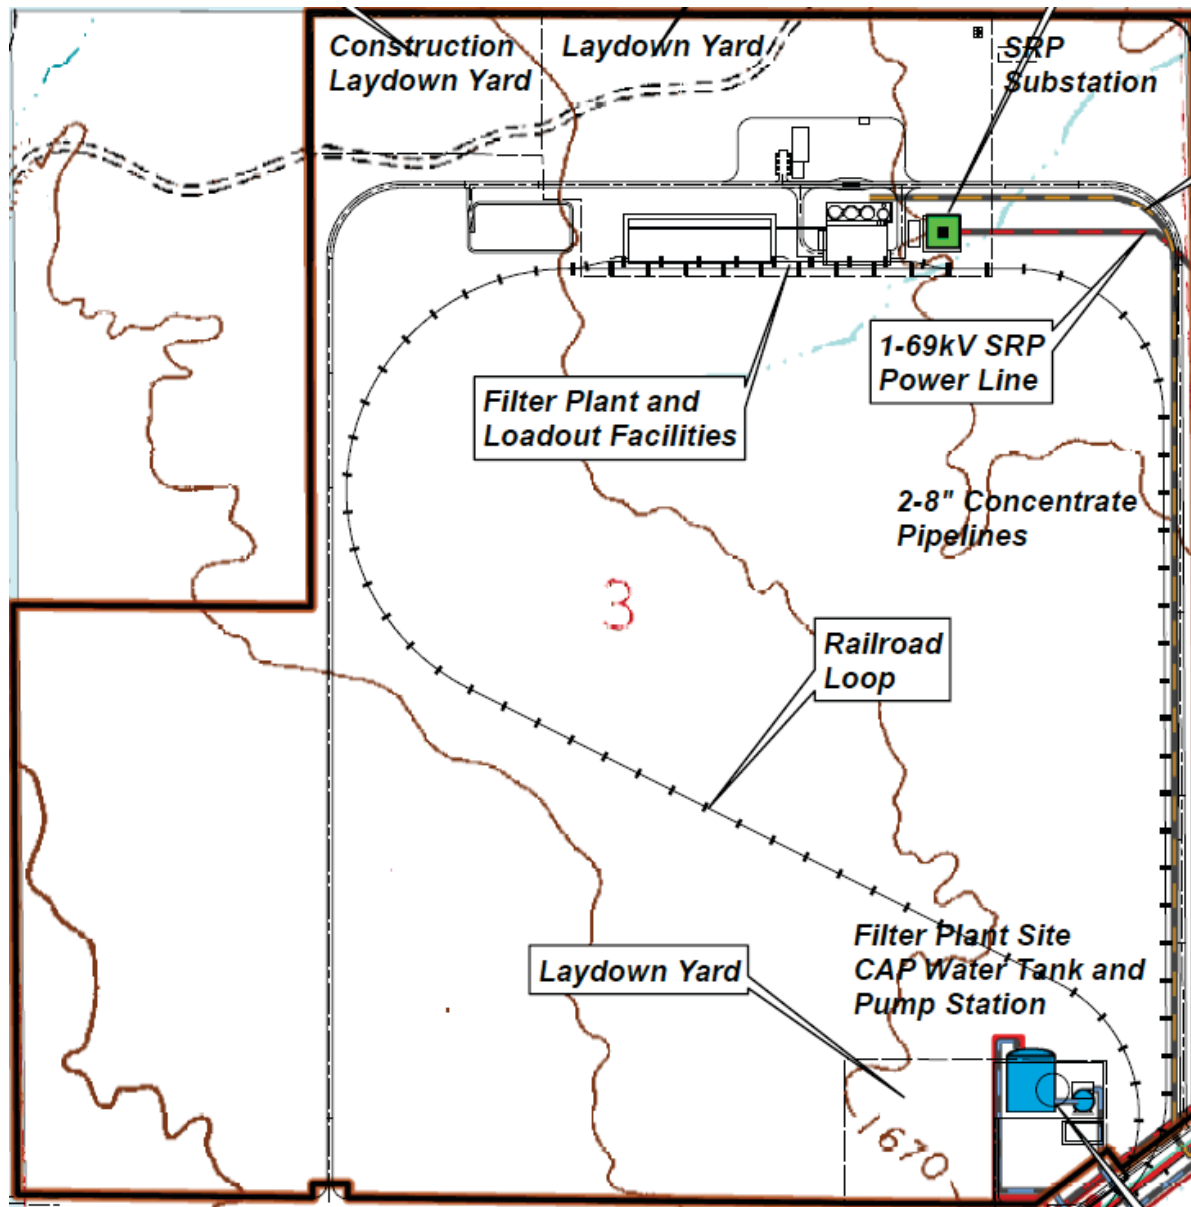 Construction
Laydown Yard
Laydown Yard
SRP
Substation
1-69kV SRP
Power Line
Filter Plant and
Loadout Facilities
2-8" Concentrate
Pipelines
3
Railroad
Loop
Filter Plant Site
CAP Water Tank and
Pump Station
Laydown Yard
1670